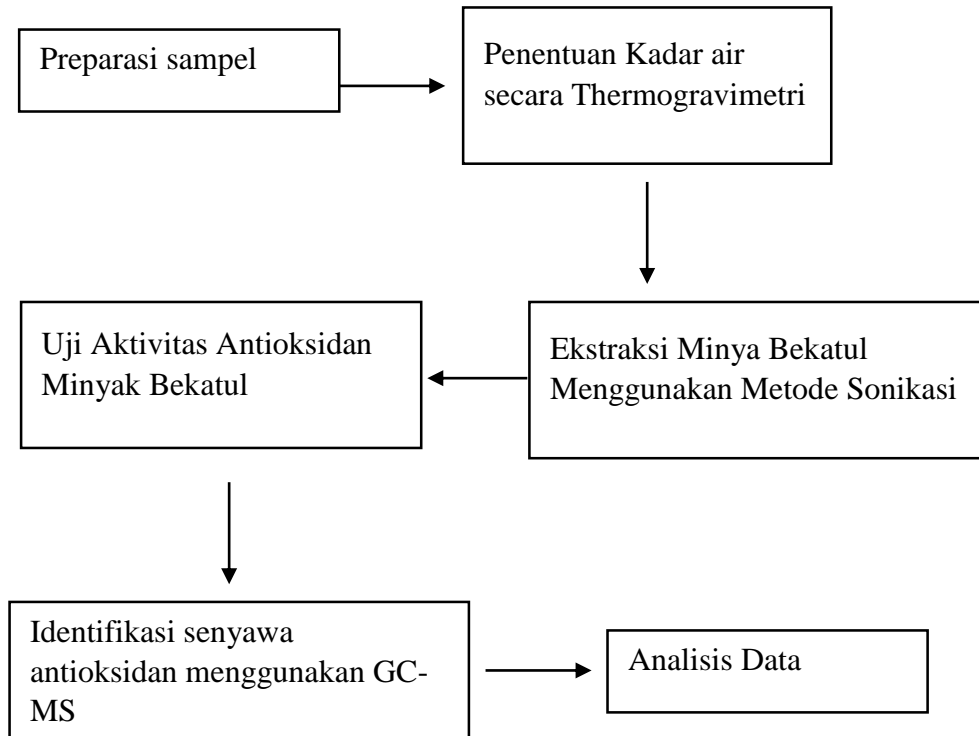 Preparasi sampel
Penentuan Kadar air
secara Thermogravimetri
Ekstraksi Minya Bekatul
Menggunakan Metode Sonikasi
Uji Aktivitas Antioksidan
Minyak Bekatul
Identifikasi senyawa
antioksidan menggunakan GC-
MS
Analisis Data